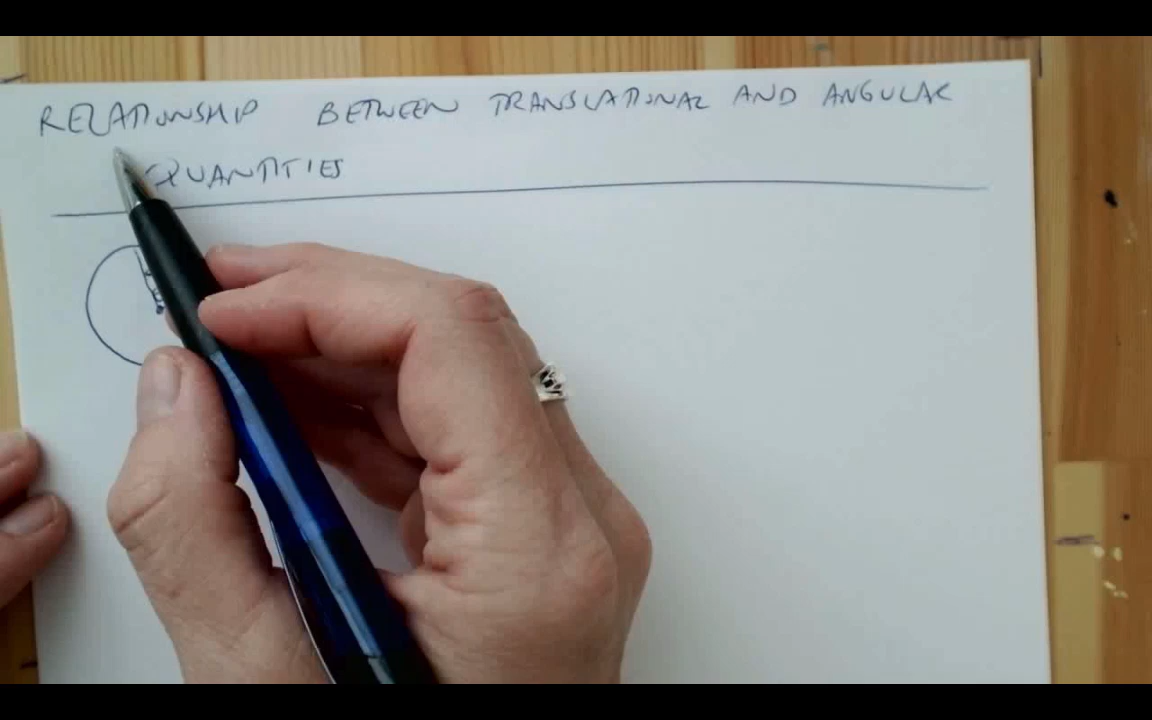 RELATIONSHIP BETWEEN TRANSLATIONAL AND ANGULAR
QUANTITIES